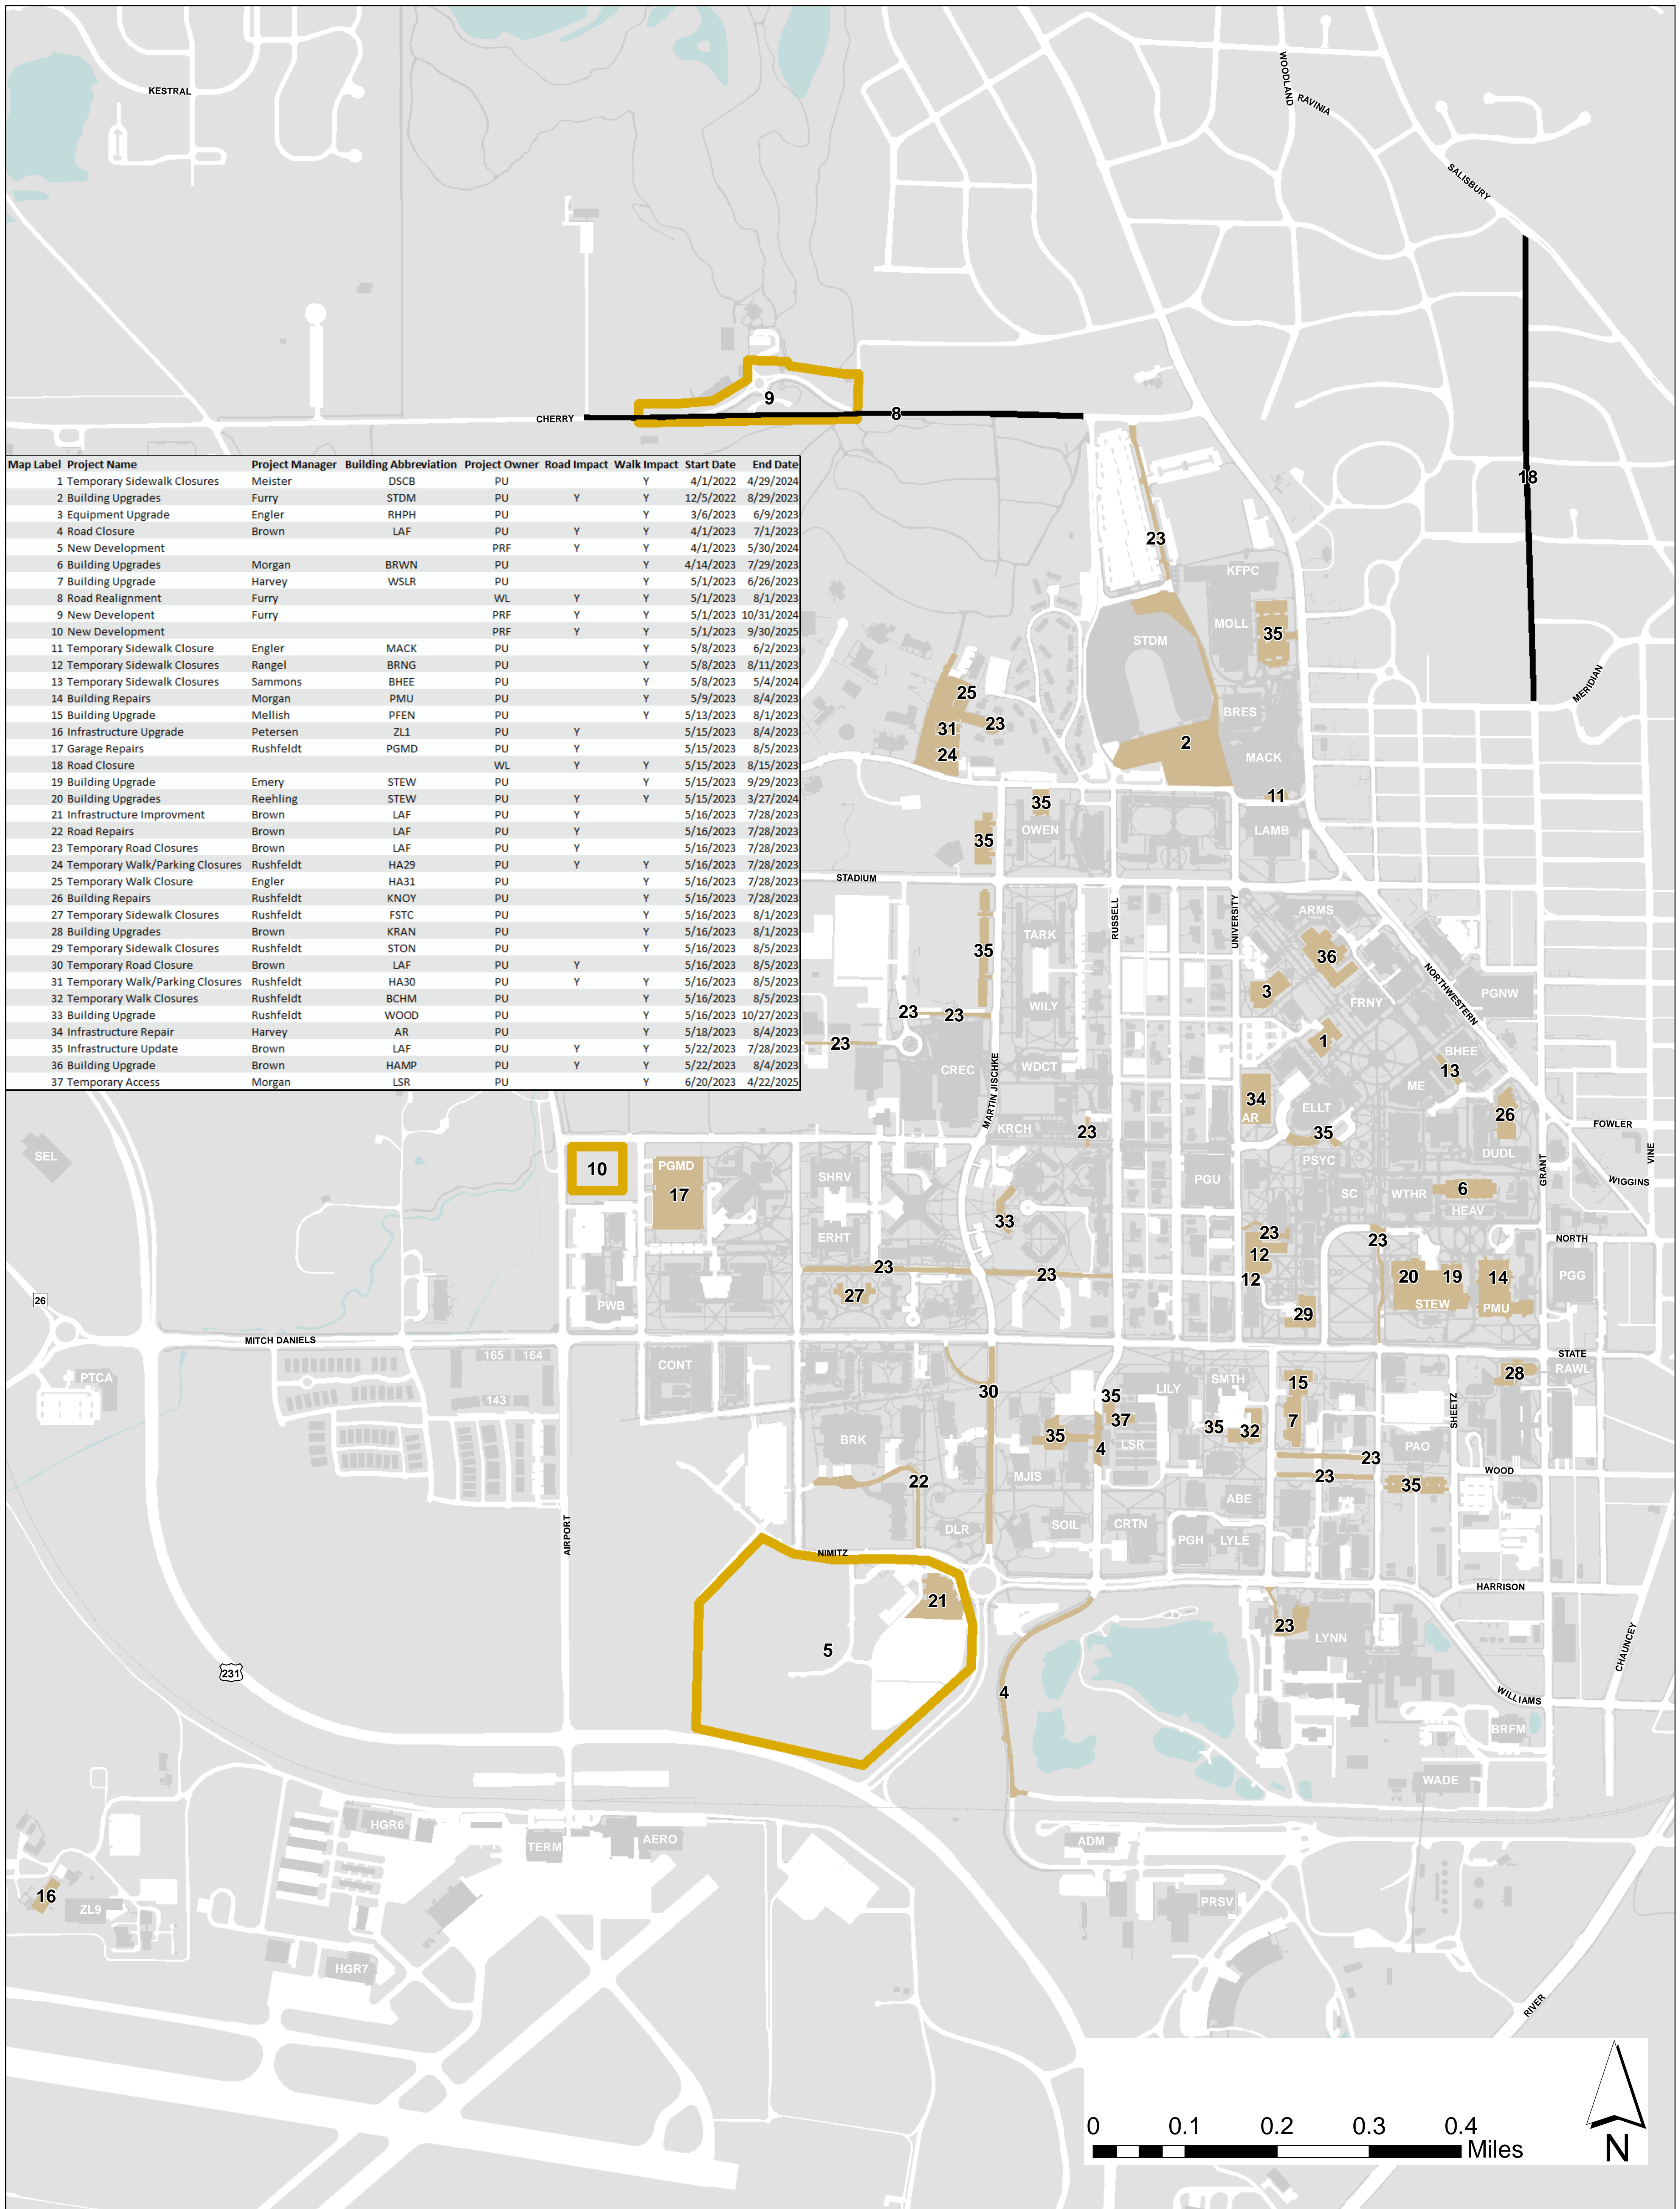 KESTRAL
WOODLAND
RAVINIA
SALISBURY
9
CHERRY
8
18
Map Label Project Name Project Manager Building Abbreviation Project Owner Road Impact Walk Impact Start Date End Date
1 Temporary Sidewalk Closures Meister DSCB PU Y 4/1/2022 4/29/2024
2 Building Upgrades Furry STDM PU Y Y 12/5/2022 8/29/2023
3 Equipment Upgrade Engler RHPH PU Y 3/6/2023 6/9/2023
4 Road Closure Brown LAF PU Y Y 4/1/2023 7/1/2023
5 New Development PRF Y Y 4/1/2023 5/30/2024
6 Building Upgrades Morgan BRWN PU Y 4/14/2023 7/29/2023
7 Building Upgrade Harvey WSLR PU Y 5/1/2023 6/26/2023
8 Road Realignment Furry WL Y Y 5/1/2023 8/1/2023
9 New Developent Furry PRF Y Y 5/1/2023 10/31/2024
10 New Development PRF Y Y 5/1/2023 9/30/2025
11 Temporary Sidewalk Closure Engler MACK PU Y 5/8/2023 6/2/2023
12 Temporary Sidewalk Closures Rangel BRNG PU Y 5/8/2023 8/11/2023
13 Temporary Sidewalk Closures Sammons BHEE PU Y 5/8/2023 5/4/2024
14 Building Repairs Morgan PMU PU Y 5/9/2023 8/4/2023
15 Building Upgrade Mellish PFEN PU Y 5/13/2023 8/1/2023
16 Infrastructure Upgrade Petersen ZL1 PU Y 5/15/2023 8/4/2023
17 Garage Repairs Rushfeldt PGMD PU Y 5/15/2023 8/5/2023
18 Road Closure WL Y Y 5/15/2023 8/15/2023
19 Building Upgrade Emery STEW PU Y 5/15/2023 9/29/2023
20 Building Upgrades Reehling STEW PU Y Y 5/15/2023 3/27/2024
21 Infrastructure Improvment Brown LAF PU Y 5/16/2023 7/28/2023
22 Road Repairs Brown LAF PU Y 5/16/2023 7/28/2023
23 Temporary Road Closures Brown LAF PU Y 5/16/2023 7/28/2023
24 Temporary Walk/Parking Closures Rushfeldt HA29 PU Y Y 5/16/2023 7/28/2023
25 Temporary Walk Closure Engler HA31 PU Y 5/16/2023 7/28/2023
26 Building Repairs Rushfeldt KNOY PU Y 5/16/2023 7/28/2023
27 Temporary Sidewalk Closures Rushfeldt FSTC PU Y 5/16/2023 8/1/2023
28 Building Upgrades Brown KRAN PU Y 5/16/2023 8/1/2023
29 Temporary Sidewalk Closures Rushfeldt STON PU Y 5/16/2023 8/5/2023
30 Temporary Road Closure Brown LAF PU Y 5/16/2023 8/5/2023
31 Temporary Walk/Parking Closures Rushfeldt HA30 PU Y Y 5/16/2023 8/5/2023
32 Temporary Walk Closures Rushfeldt BCHM PU Y 5/16/2023 8/5/2023
33 Building Upgrade Rushfeldt WOOD PU Y 5/16/2023 10/27/2023
34 Infrastructure Repair Harvey AR PU Y 5/18/2023 8/4/2023
35 Infrastructure Update Brown LAF PU Y Y 5/22/2023 7/28/2023
36 Building Upgrade Brown HAMP PU Y Y 5/22/2023 8/4/2023
37 Temporary Access Morgan LSR PU Y 6/20/2023 4/22/2025
23
KFPC
MOLL
35
STDM
MERIDIAN
25
BRES
31
23
24
2
MACK
11
35
OWEN
LAMB
35
STADIUM
RUSSELL
UNIVERSITY
ARMS
TARK
35
36
NORTHWESTERN
3
FRNY
PGNW
WILY
23
23
23
1
BHEE
13
CREC
WDCT
MARTIN JISCHKE
ME
34
AR
ELLT
26
KRCH
23
35
FOWLER
VINE
SEL
DUDL
10
PGMD
17
SHRV
PSYC
GRANT
PGU
SC
WTHR
6
WIGGINS
HEAV
33
ERHT
23
23
NORTH
12
23
23
12
20
19
14
PGG
26
PWB
27
STEW
PMU
29
MITCH DANIELS
STATE
165
164
CONT
PTCA
RAWL
28
143
30
35
LILY
SMTH
15
SHEETZ
37
35
32
7
BRK
35
4
LSR
PAO
23
WOOD
22
MJIS
23
35
ABE
AIRPORT
DLR
SOIL
CRTN
PGH
LYLE
NIMITZ
HARRISON
21
23
LYNN
5
CHAUNCEY
231
4
WILLIAMS
BRFM
WADE
HGR6
TERM
AERO
ADM
16
ZL9
PRSV
HGR7
RIVER
0 0.1 0.2 0.3 0.4
Miles
N